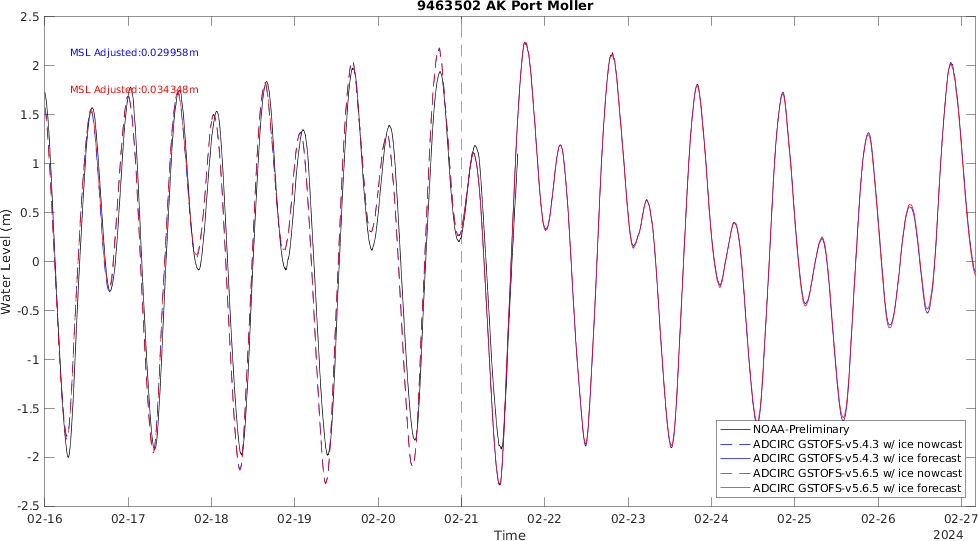 9463502 AK Port Moller
2.5
2
1.5
1
0.5
0
-0.5
-1
-1.5
-2
-2.5
Water Level (m)
MSL Adjusted:0.029958m
MSL Adjusted:0.034348m
NOAA-Preliminary
ADCIRC GSTOFS-v5.4.3 w/ ice nowcast
ADCIRC GSTOFS-v5.4.3 w/ ice forecast
ADCIRC GSTOFS-v5.6.5 w/ ice nowcast
ADCIRC GSTOFS-v5.6.5 w/ ice forecast
02-16 02-17 02-18 02-19 02-20 02-21 02-22 02-23 02-24 02-25 02-26 02-27
Time
2024